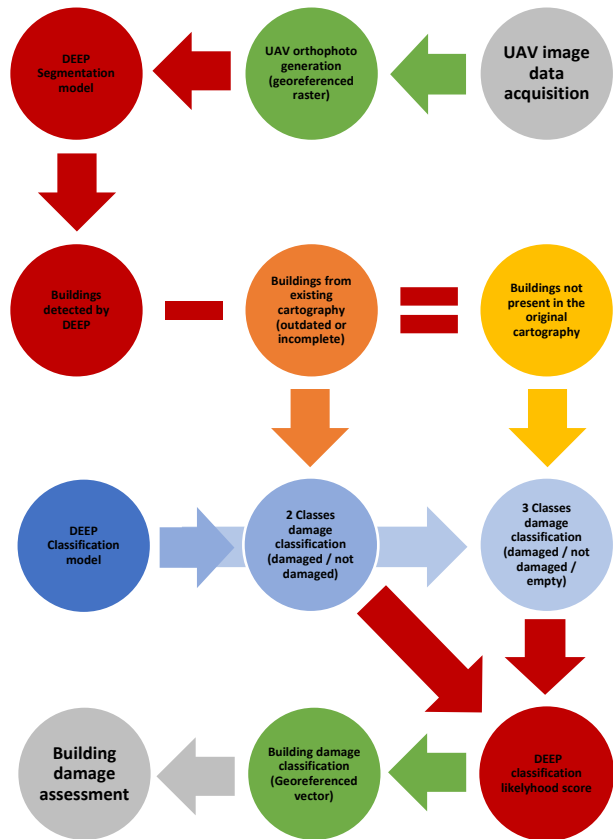 DEEP
Segmentation
model
UAV orthophoto
generation
(georeferenced
raster)
UAV image
data
acquisition
Buildings
detected by
DEEP
Buildings from
existing
cartography
(outdated or
incomplete)
Buildings not
present in the
original
cartography
DEEP
Classification
model
2 Classes
damage
classification
(damaged / not
damaged)
3 Classes
damage
classification
(damaged / not
damaged /
empty)
Building
damage
assessment
Building damage
classification
(Georeferenced
vector)
DEEP
classification
likelyhood score